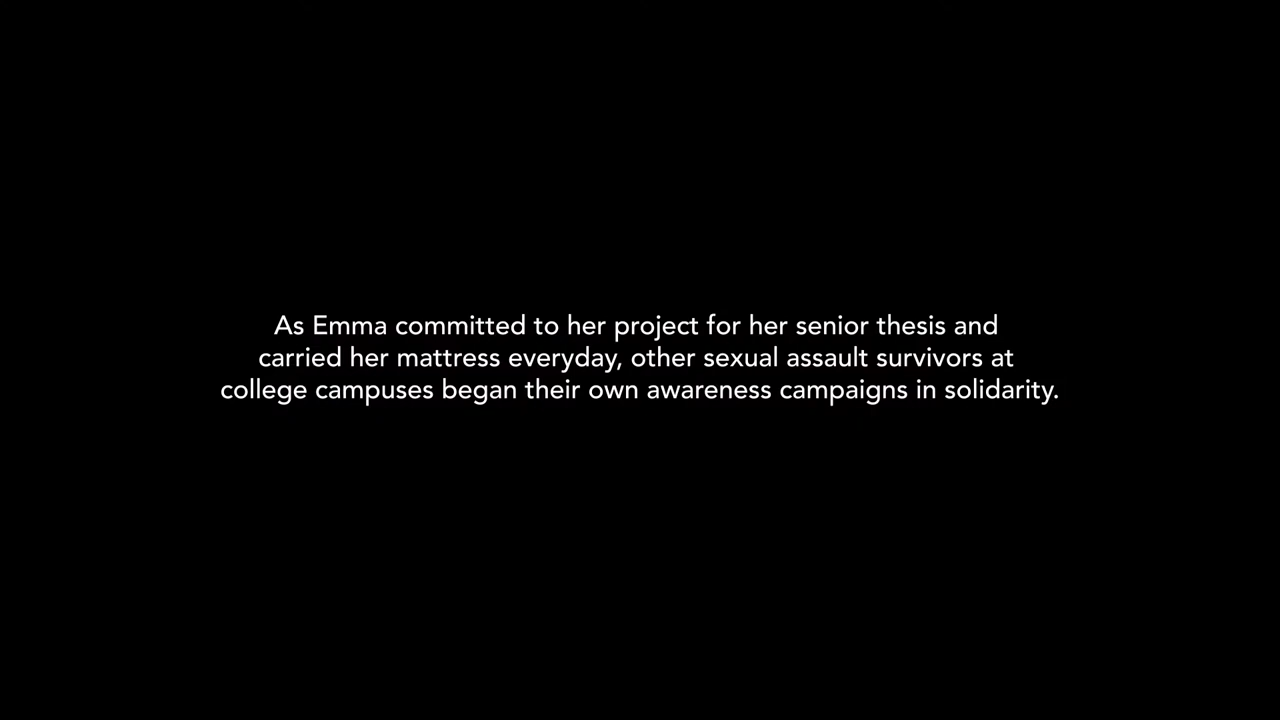 As Emma committed to her project for her senior thesis and
carried her mattress everyday, other sexual assault survivors at
college campuses began their own awareness campaigns in solidarity.